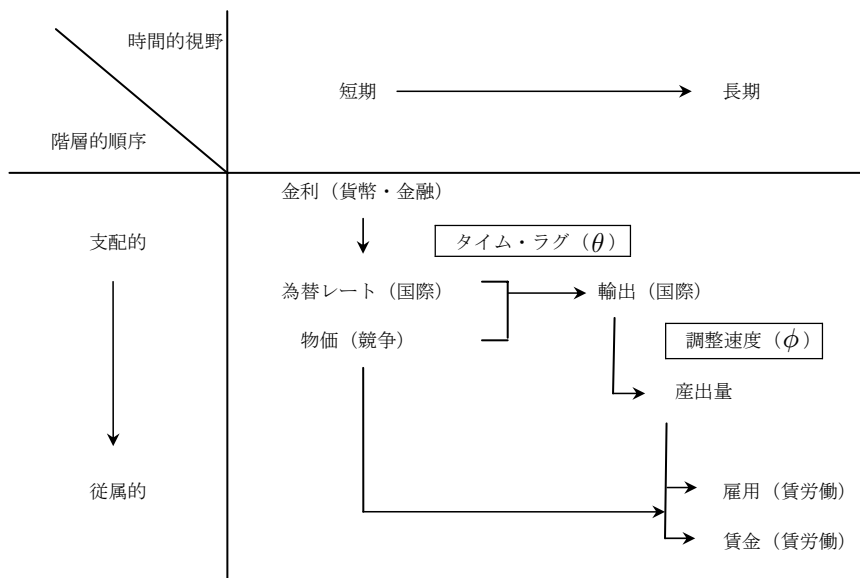 時間的視野
階層的順序
短期
長期
金利（貨幣・金融）
支配的
タイム・ラグ（θ）
為替レート（国際）
輸出（国際）
物価（競争）
調整速度（φ）
産出量
従属的
雇用（賃労働）
賃金（賃労働）